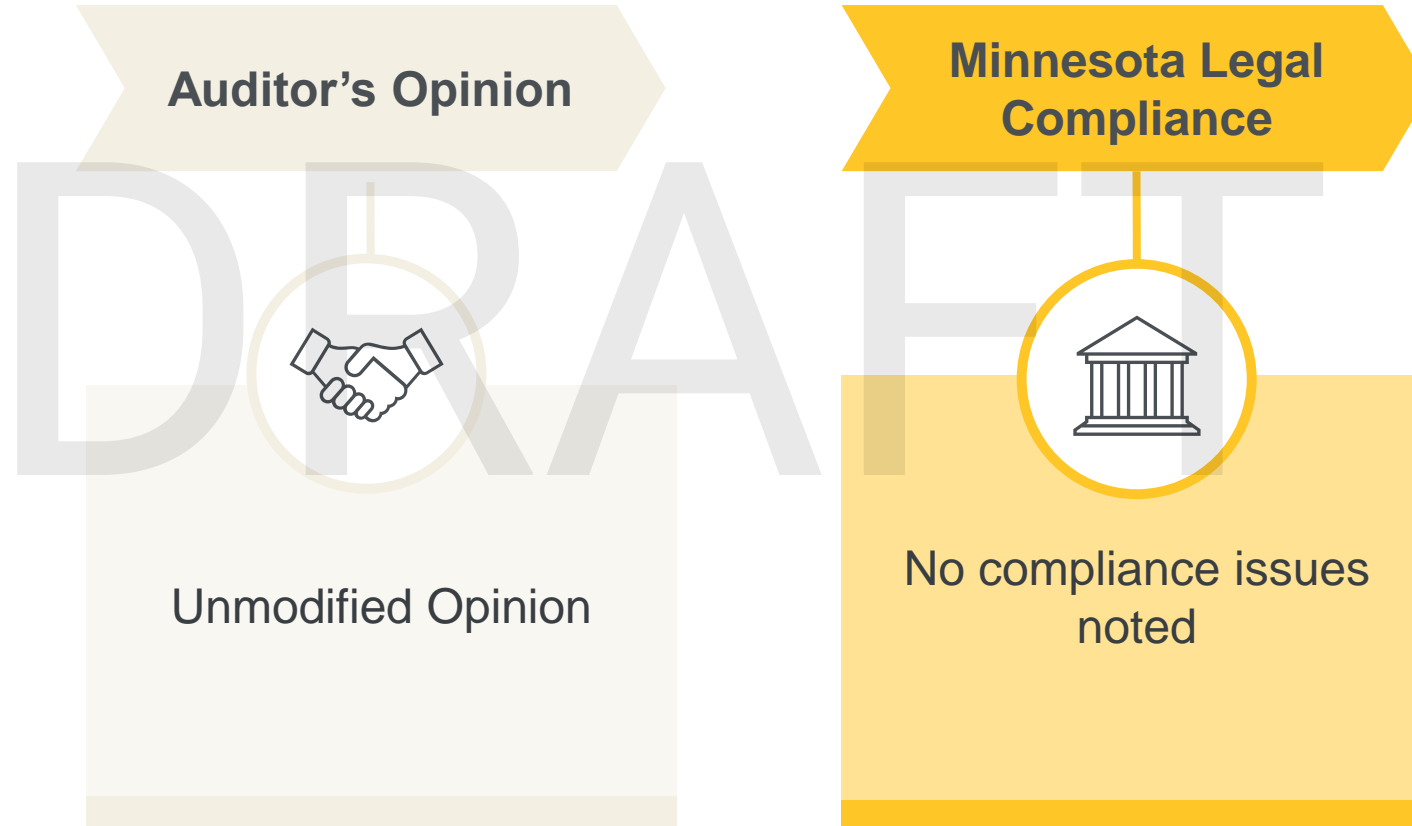 Auditor’s Opinion
Minnesota Legal
Compliance
DRAFT
Unmodified Opinion
No compliance issues
noted